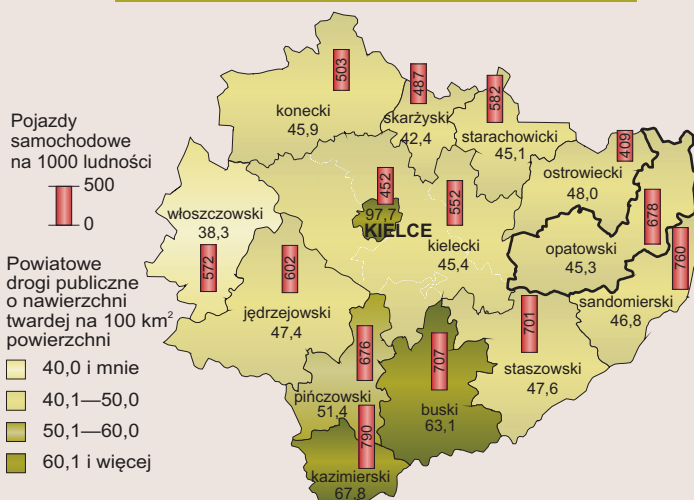 Pojazdy
samochodowe
na 1000 ludności
500
0
Powiatowe
drogi publiczne
o nawierzchni
twardej na 100 km²
powierzchni
40,0 i mnie
40,1—50,0
50,1—60,0
60,1 i więcej
503
konecki
45,9
487
skarżyski
42,4
582
starachowicki
45,1
409
ostrowiecki
48,0
678
opatowski
45,3
760
sandomierski
46,8
452
97,7
KIELCE
552
kielecki
45,4
włoszczowski
38,3
572
602
jędrzejowski
47,4
676
pińczowski
51,4
707
buski
63,1
701
staszowski
47,6
790
kazimierski
67,8